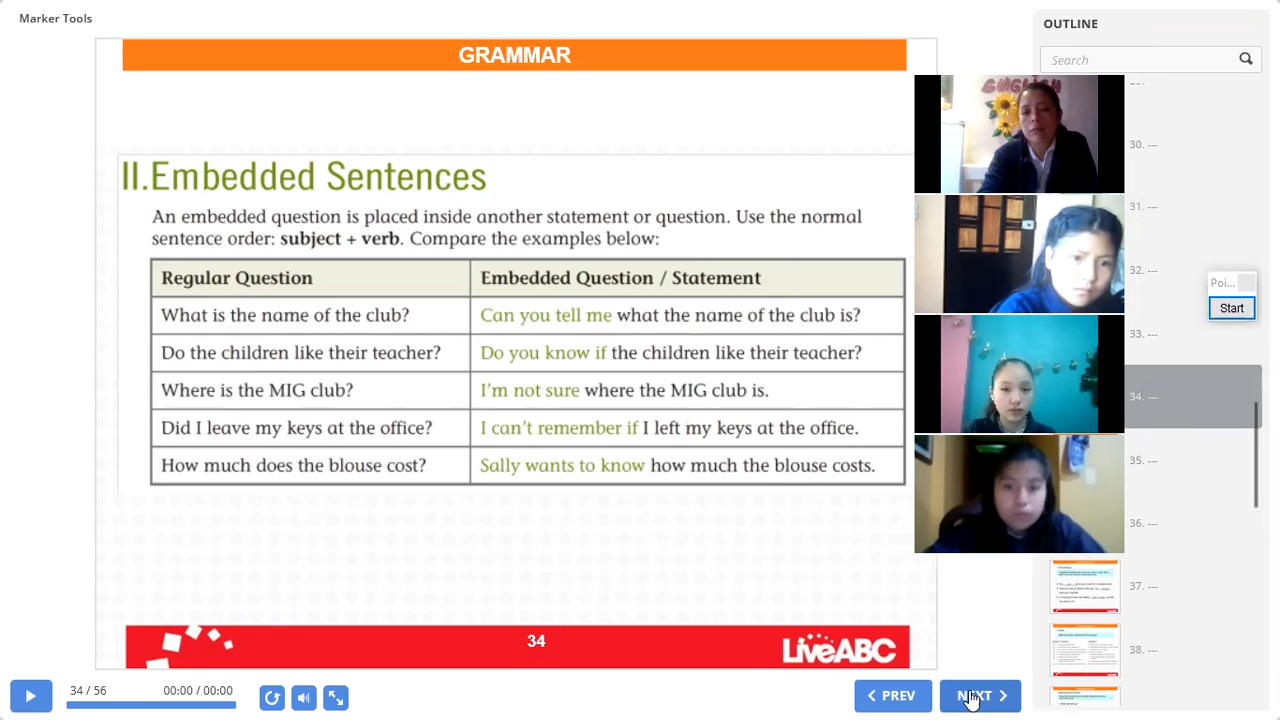 Marker Tools
OUTLINE
GRAMMAR
Search
ENGLISH
II.Embedded Sentences
An embedded question is placed inside another statement or question. Use the normal
sentence order: subject + verb. Compare the examples below:
Regular Question
Embedded Question / Statement
What is the name of the club?
Can you tell me what the name of the club is?
Do the children like their teacher?
Do you know if the children like their teacher?
Where is the MIG club?
I'm not sure where the MIG club is.
Did I leave my keys at the office?
I can't remember if I left my keys at the office.
How much does the blouse cost?
Sally wants to know how much the blouse costs.
30. ---
31. ---
32. ---
Poi...
Start
33. ---
34. ---
35. ---
36. ---
37. ---
38. ---
34
LiveABC
34 / 56
00:00 / 00:00
PREV
NEXT